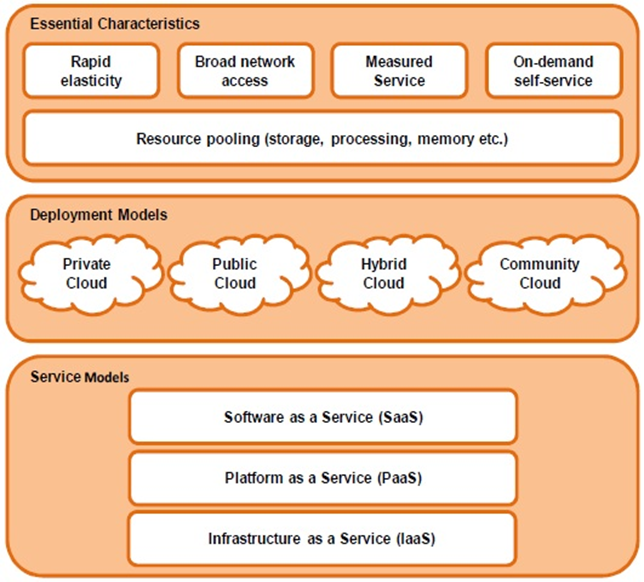 Essential Characteristics
Rapid
elasticity
Broad network
access
Measured
Service
On-demand
self-service
Resource pooling (storage, processing, memory etc.)
Deployment Models
Private
Cloud
Public
Cloud
Hybrid
Cloud
Community
Cloud
Service Models
Software as a Service (SaaS)
Platform as a Service (PaaS)
Infrastructure as a Service (IaaS)